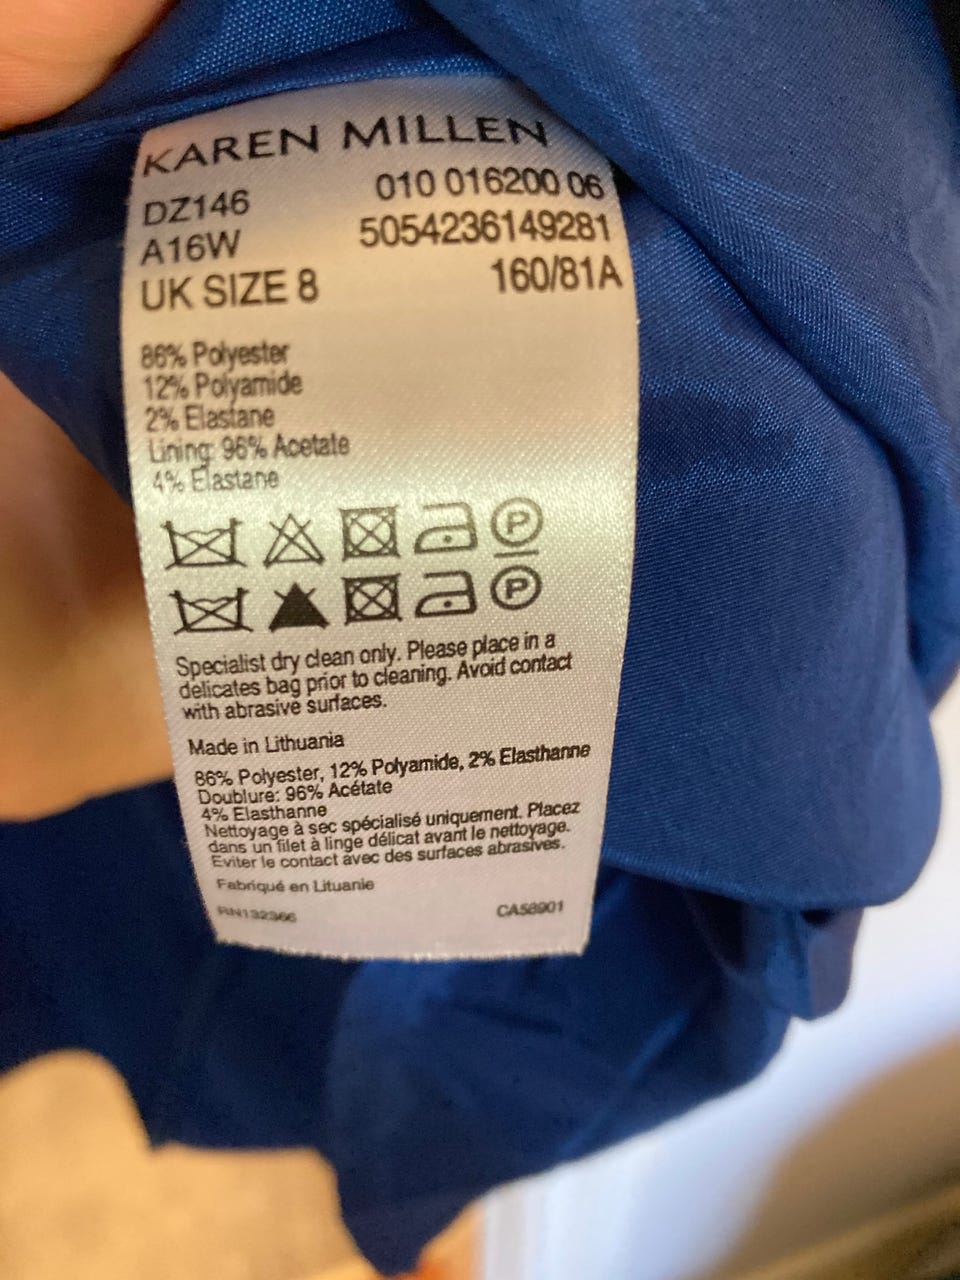 KAREN MILLEN
DZ146 010 016200 06
A16W 5054236149281
UK SIZE 8 160/81A
86% Polyester
12% Polyamide
2% Elastane
Lining: 96% Acetate
4% Elastane
P
P
Specialist dry clean only. Please place in a
delicates bag prior to cleaning. Avoid contact
with abrasive surfaces.
Made in Lithuania
86% Polyester, 12% Polyamide, 2% Elasthanne
Doublure: 96% Acétate
4% Elasthanne
Nettoyage à sec spécialisé uniquement. Placez
dans un filet à linge délicat avant le nettoyage.
Eviter le contact avec des surfaces abrasives.
Fabriqué en Lituanie
RN132366 CA58901